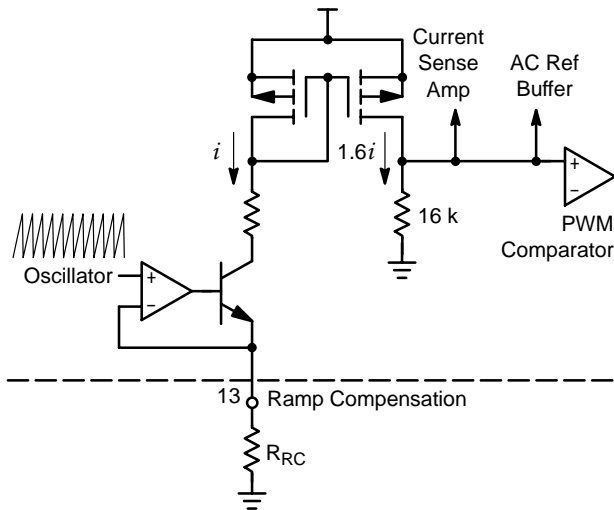 Current
Sense
Amp
AC Ref
Buffer
i
1.6i
+
−
16 k
PWM
Comparator
Oscillator
+
−
13
Ramp Compensation
RRC